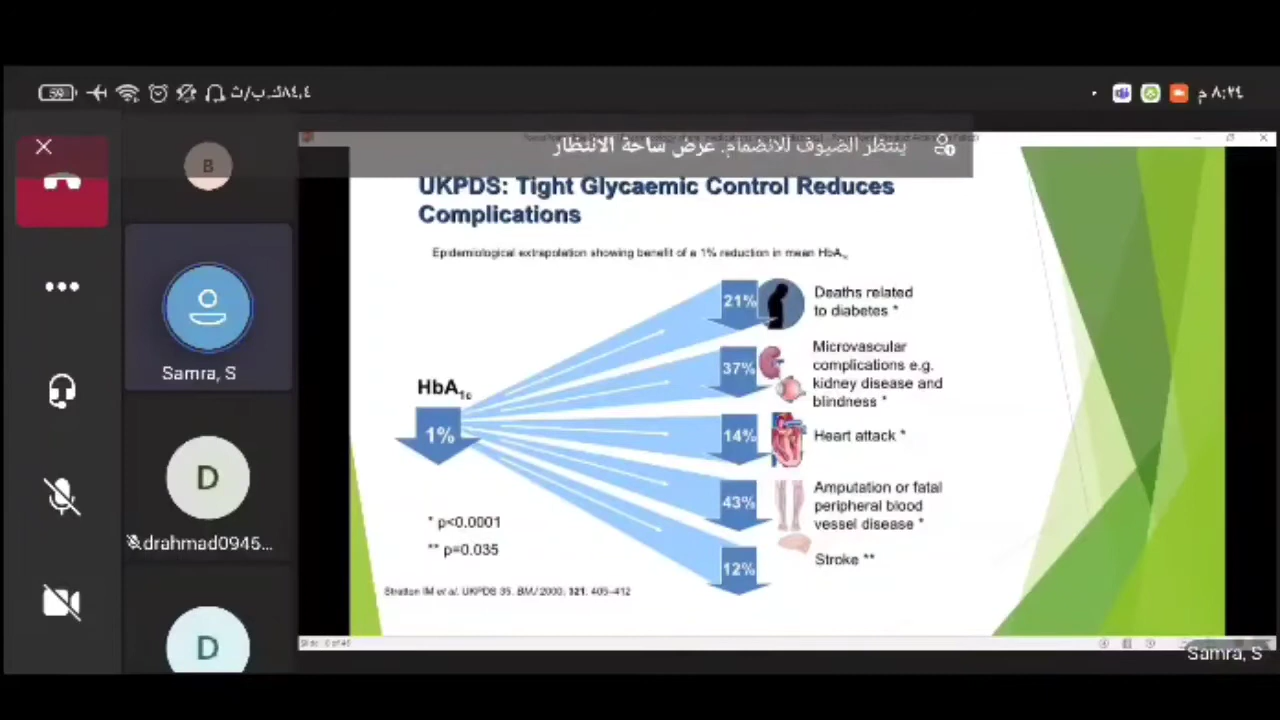 59
٨٤,٤ك.ب/ث
٨:٢٤ م
ينتظر الضيوف للانضمام. عرض ساحة الانتظار
B
Samra, S
D
drahmad0945...
D
UKPDS: Tight Glycaemic Control Reduces
Complications
Epidemiological extrapolation showing benefit of a 1% reduction in mean HbA1c
HbA1c
1%
21%
Deaths related
to diabetes *
37%
Microvascular
complications e.g.
kidney disease and
blindness *
14%
Heart attack *
43%
Amputation or fatal
peripheral blood
vessel disease *
12%
Stroke **
* p<0.0001
** p=0.035
Stratton IM et al. UKPDS 35. BMJ 2000; 321: 405–412
Samra, S